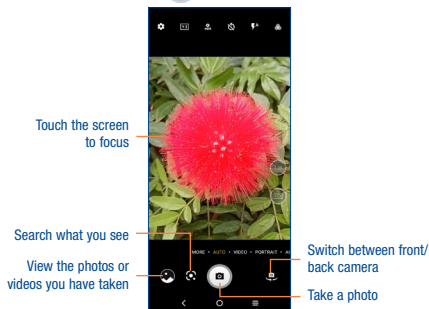 Touch the screen
to focus
Search what you see
View the photos or
videos you have taken
MORE • AUTO • VIDEO • PORTRAIT •
Switch between front/
back camera
Take a photo